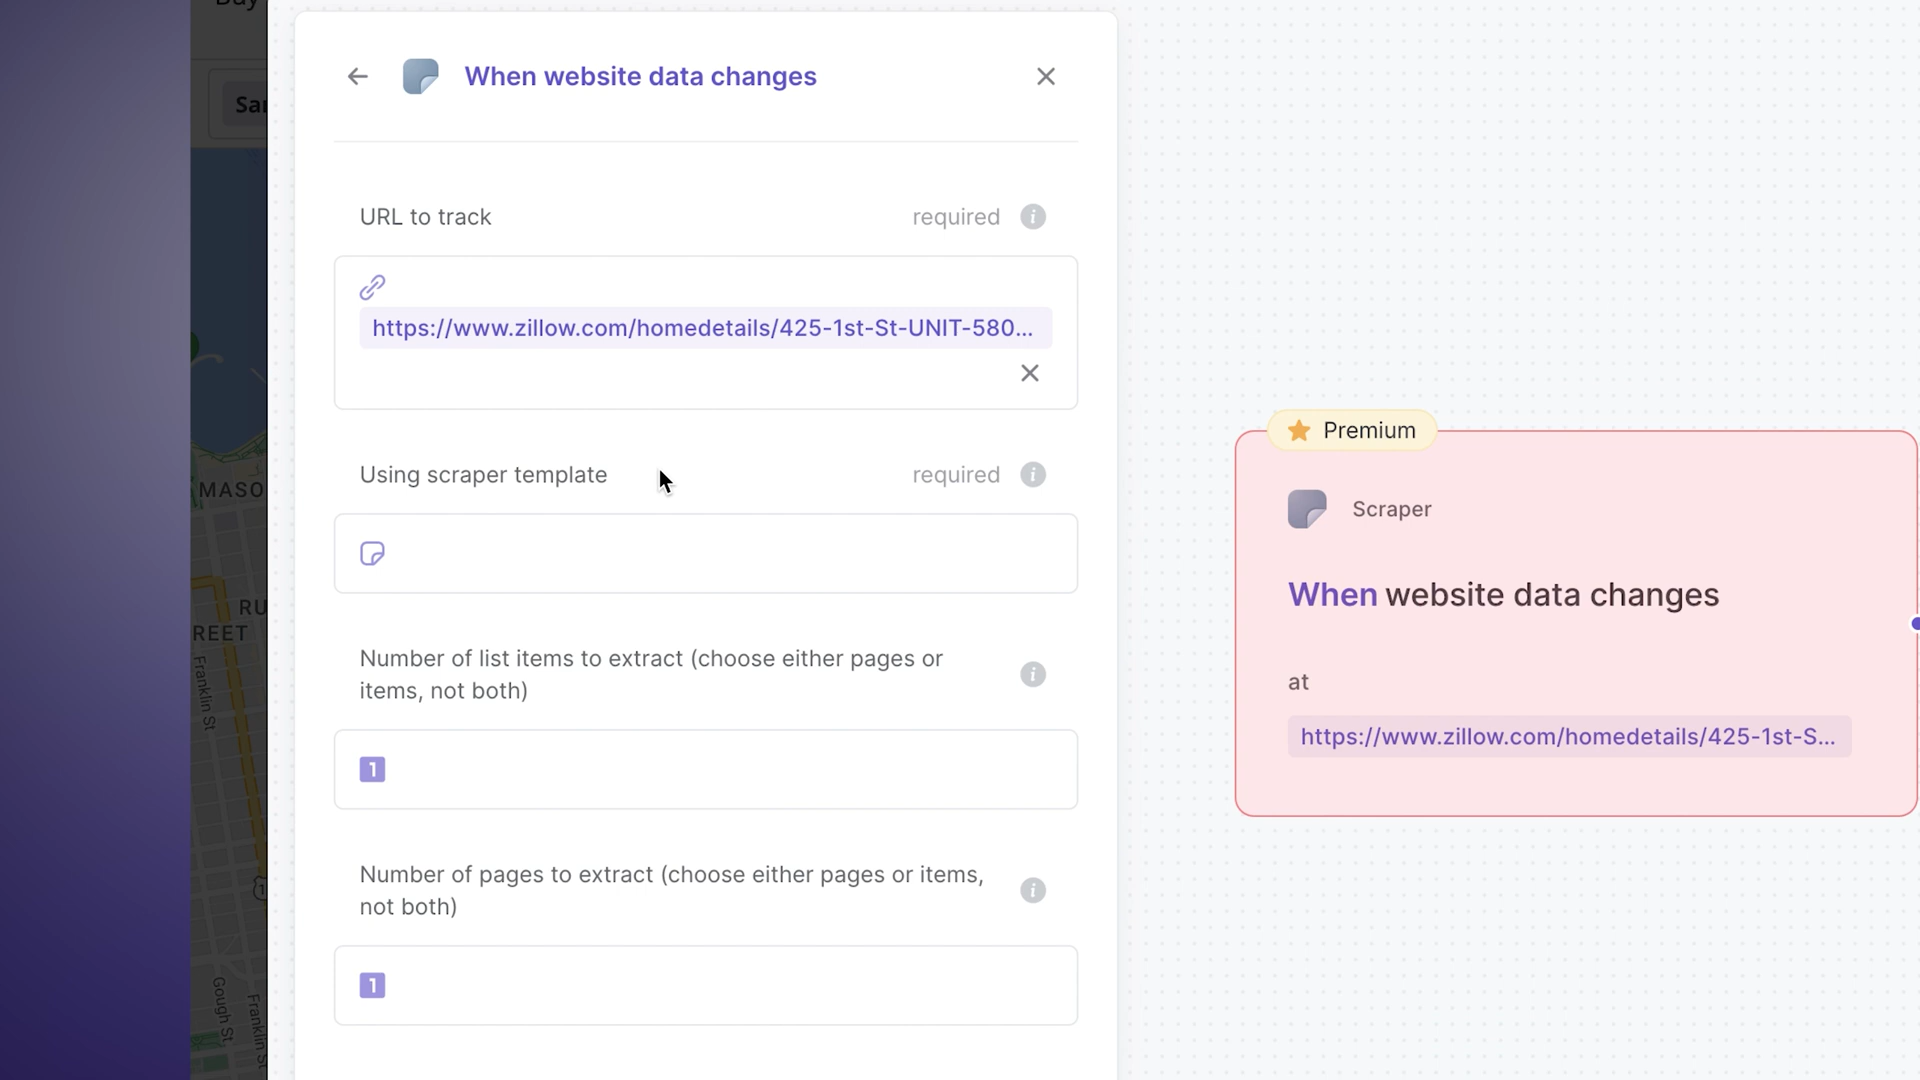 When website data changes
URL to track
required
https://www.zillow.com/homedetails/425-1st-St-UNIT-580...
Using scraper template
required
Number of list items to extract (choose either pages or
items, not both)
1
Number of pages to extract (choose either pages or items,
not both)
1
Premium
Scraper
When website data changes
at
https://www.zillow.com/homedetails/425-1st-S...
MASO
RU
REET
Franklin St
Gough St
Franklin St